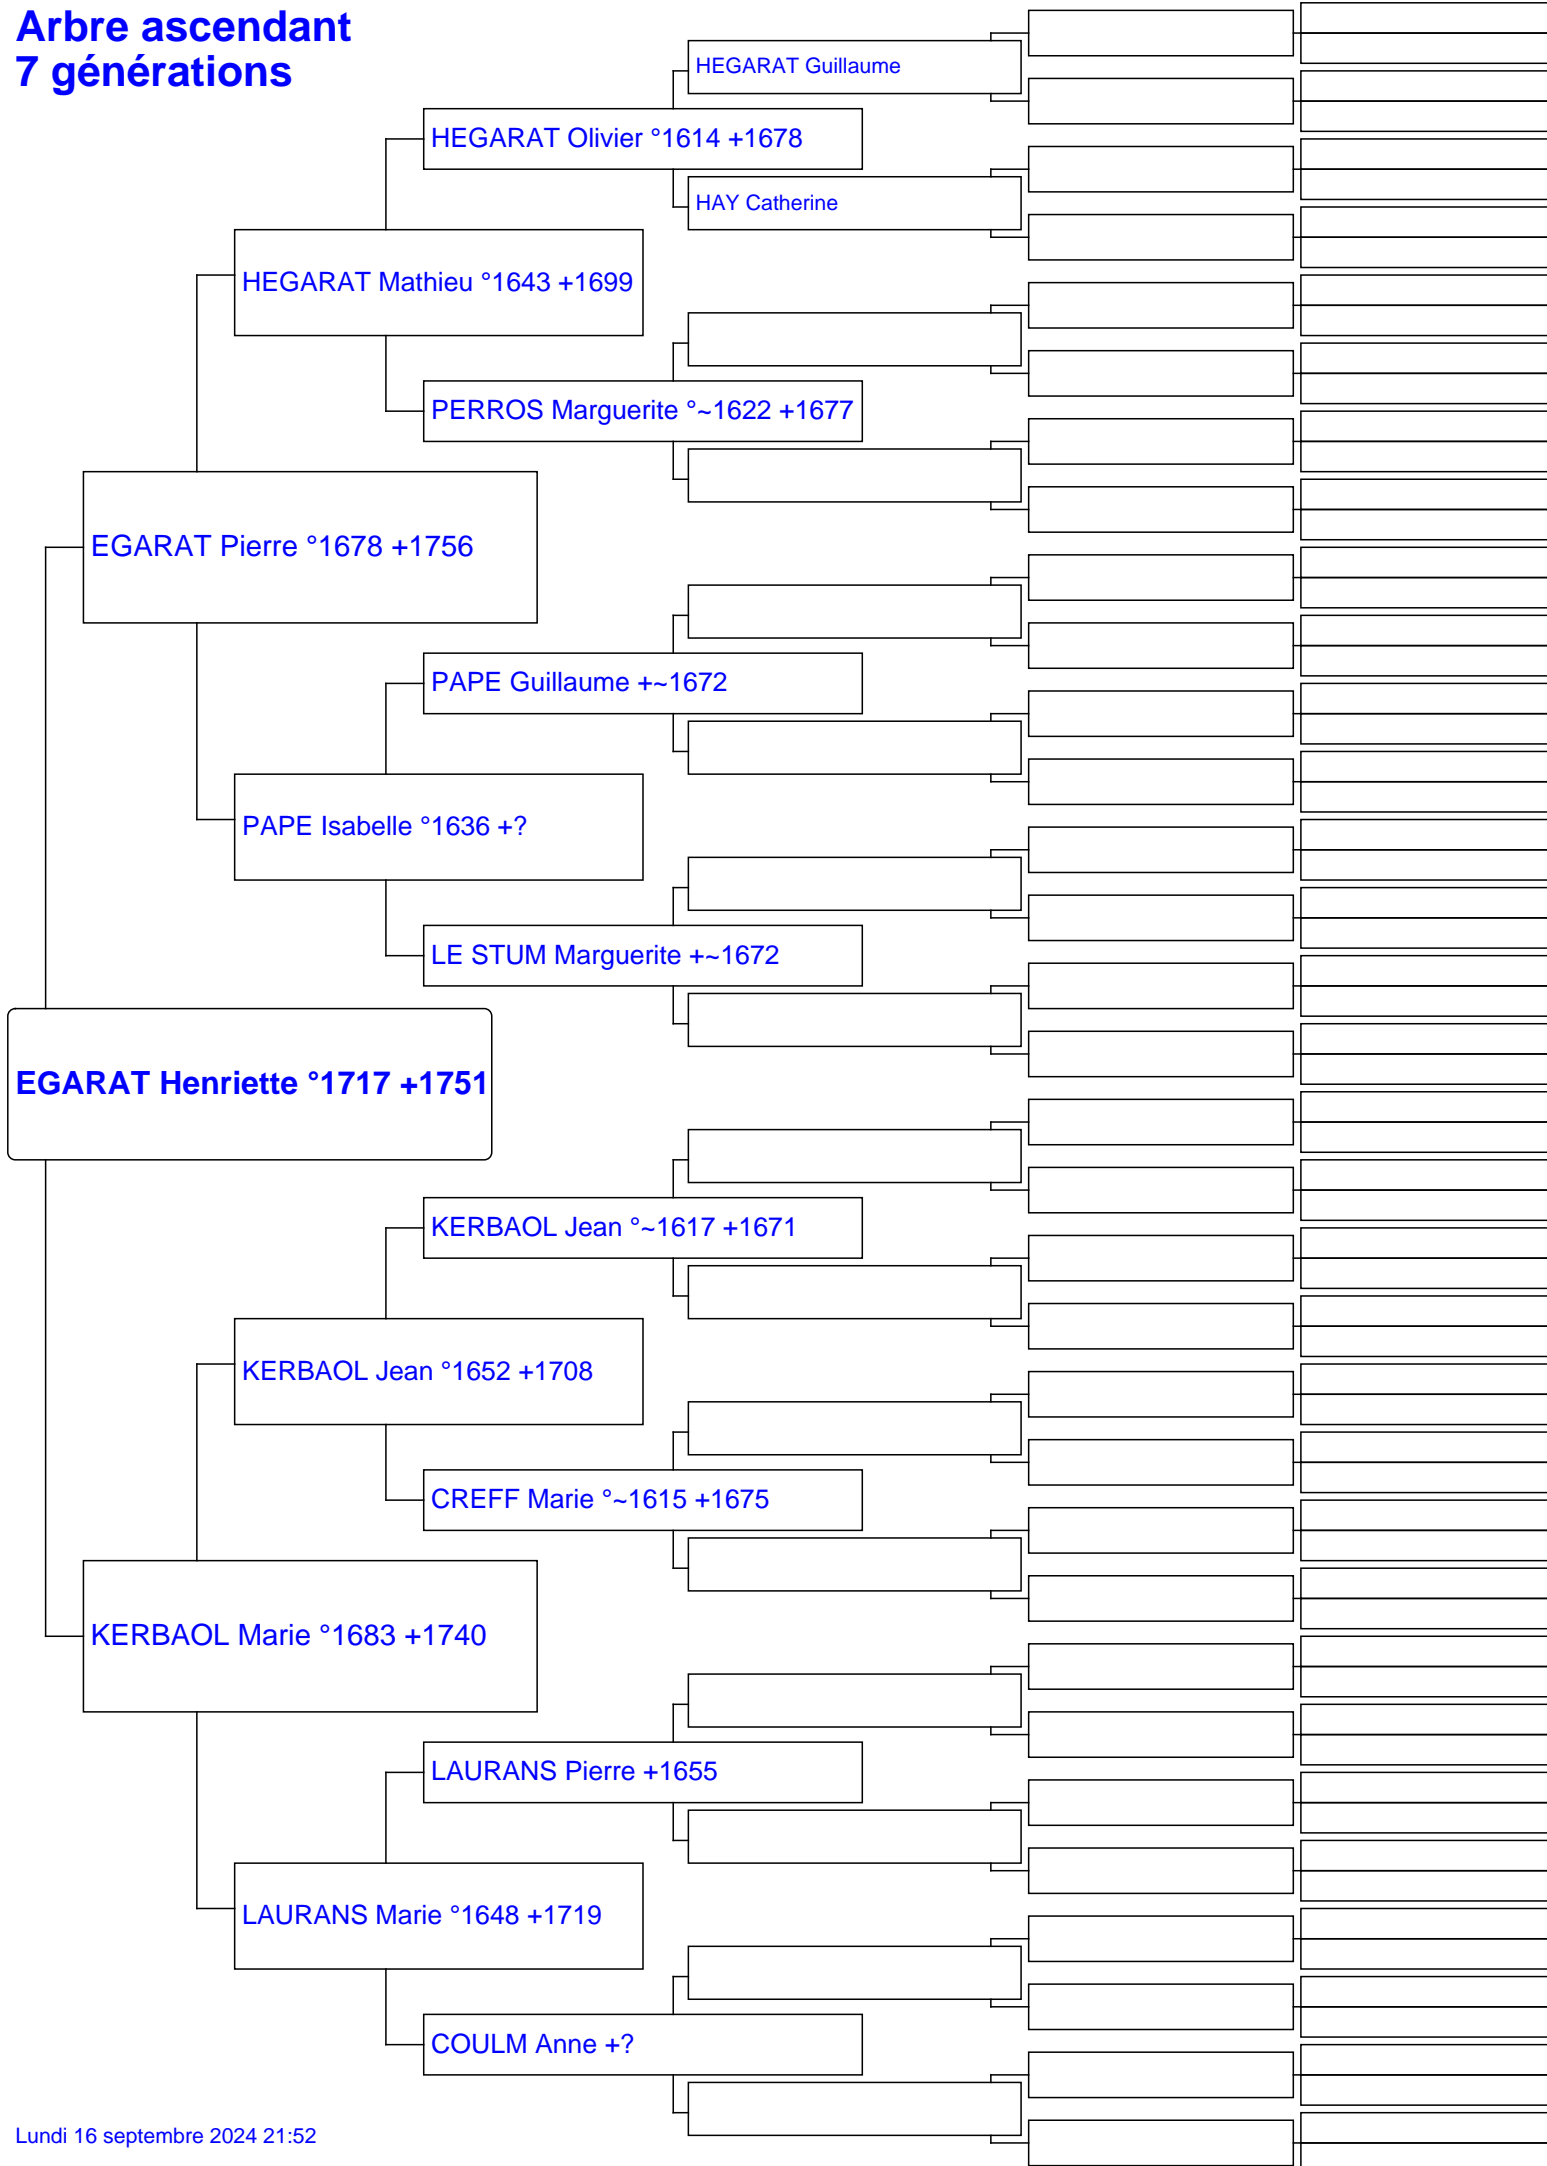 Arbre ascendant
7 générations
HEGARAT Guillaume
HEGARAT Olivier °1614 +1678
HAY Catherine
HEGARAT Mathieu °1643 +1699
PERROS Marguerite °~1622 +1677
EGARAT Pierre °1678 +1756
PAPE Guillaume +~1672
PAPE Isabelle °1636 +?
LE STUM Marguerite +~1672
EGARAT Henriette °1717 +1751
KERBAOL Jean °~1617 +1671
KERBAOL Jean °1652 +1708
CREFF Marie °~1615 +1675
KERBAOL Marie °1683 +1740
LAURANS Pierre +1655
LAURANS Marie °1648 +1719
COULM Anne +?
Lundi 16 septembre 2024 21:52